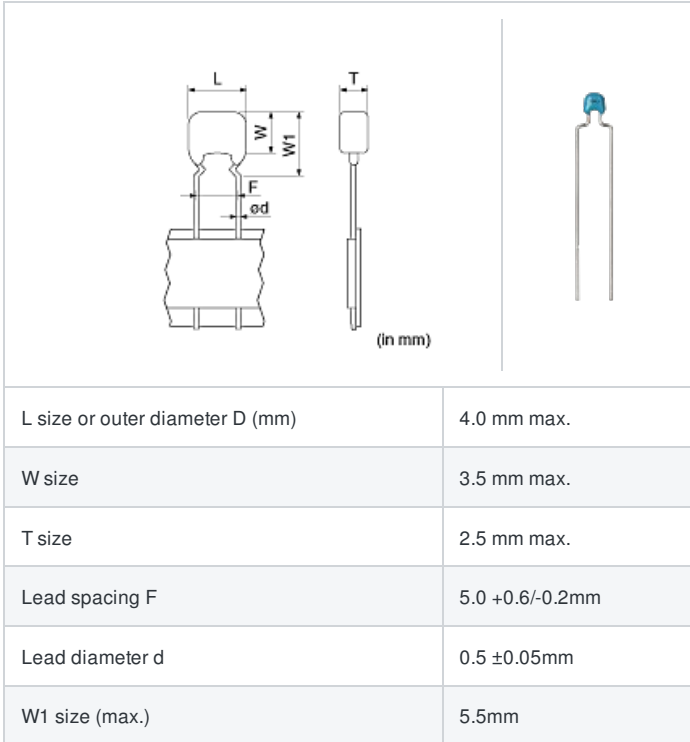 L
T
W
W1
F
ød
(in mm)
L size or outer diameter D (mm) 4.0 mm max.
W size 3.5 mm max.
T size 2.5 mm max.
Lead spacing F 5.0 +0.6/-0.2mm
Lead diameter d 0.5 ±0.05mm
W1 size (max.) 5.5mm